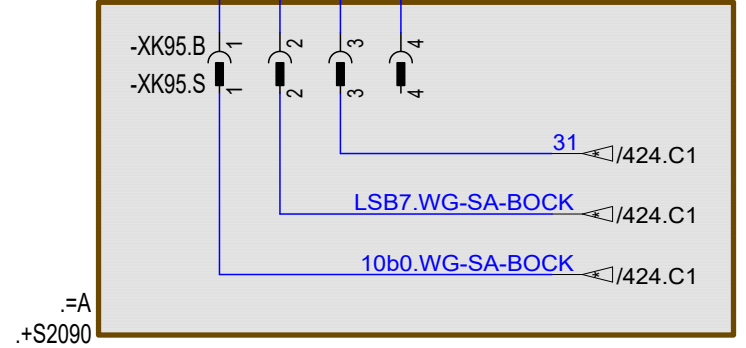 -XK95.B 1 2 3 4
-XK95.S 1 2 3 4
31 * /424.C1
LSB7.WG-SA-BOCK * /424.C1
10b0.WG-SA-BOCK * /424.C1
.=A
.+S2090